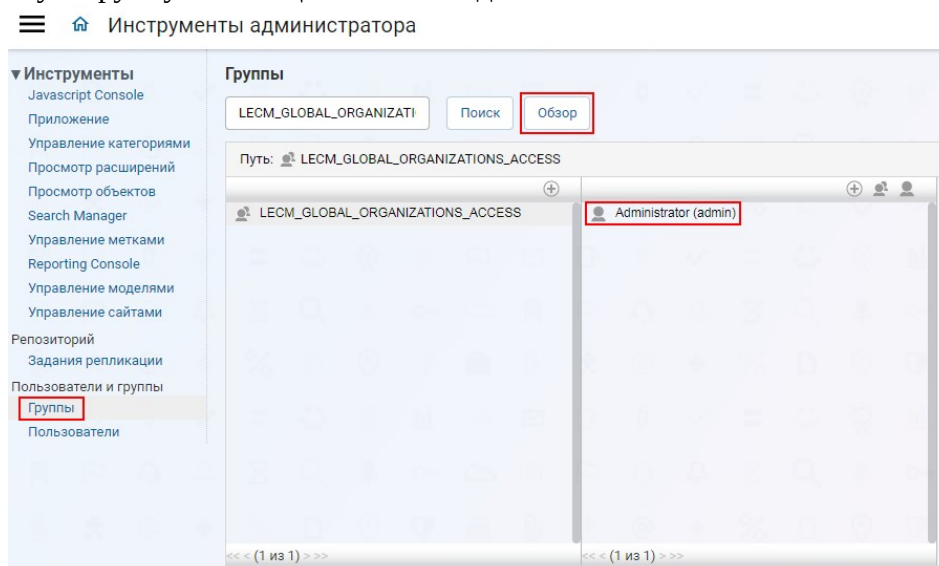 Инструменты администратора
▼Инструменты
Javascript Console
Приложение
Управление категориями
Просмотр расширений
Просмотр объектов
Search Manager
Управление метками
Reporting Console
Управление моделями
Управление сайтами
Репозиторий
Задания репликации
Пользователи и группы
Группы
Пользователи
Группы
LECM_GLOBAL_ORGANIZATI
Поиск
Обзор
Путь: LECM_GLOBAL_ORGANIZATIONS_ACCESS
LECM_GLOBAL_ORGANIZATIONS_ACCESS
Administrator (admin)
<< < (1 из 1) > >>
<< < (1 из 1) > >>